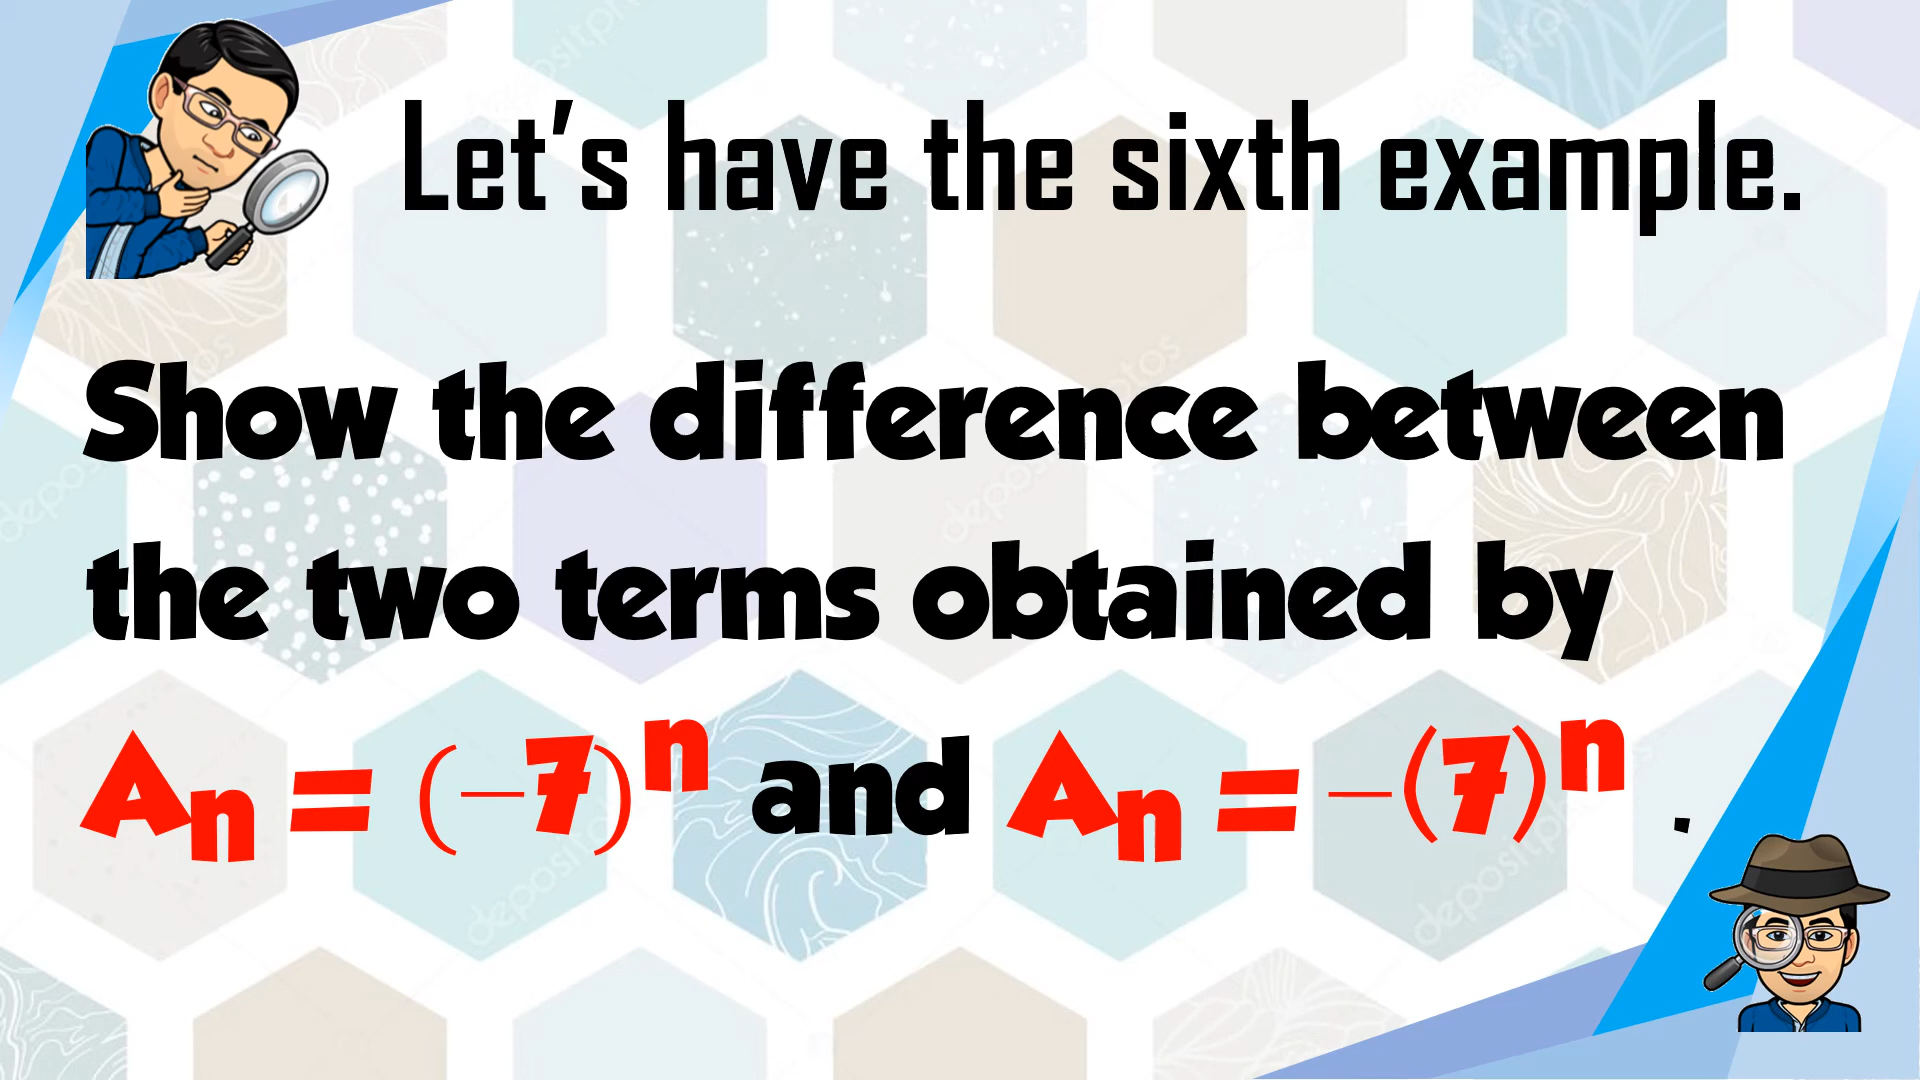 Let's have the sixth example.
Show the difference between
the two terms obtained by
Aₙ = (−7)ⁿ and Aₙ = −(7)ⁿ .
depositphotos